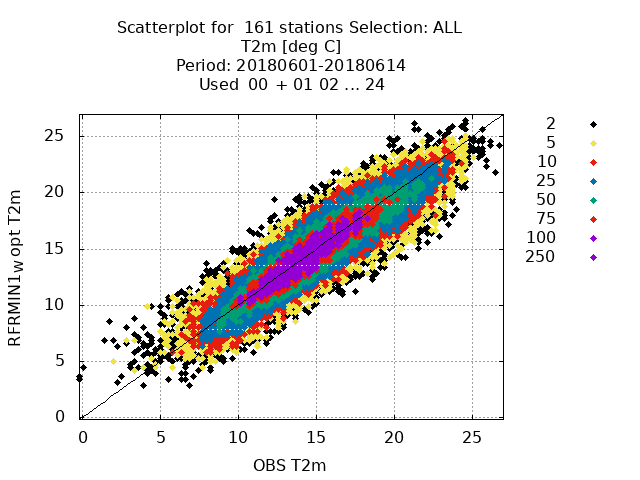 Scatterplot for 161 stations Selection: ALL
T2m [deg C]
Period: 20180601-20180614
Used 00 + 01 02 ... 24
2
5
10
25
50
75
100
250
25
20
15
10
5
0
RFRMIN1_W opt T2m
0 5 10 15 20 25
OBS T2m